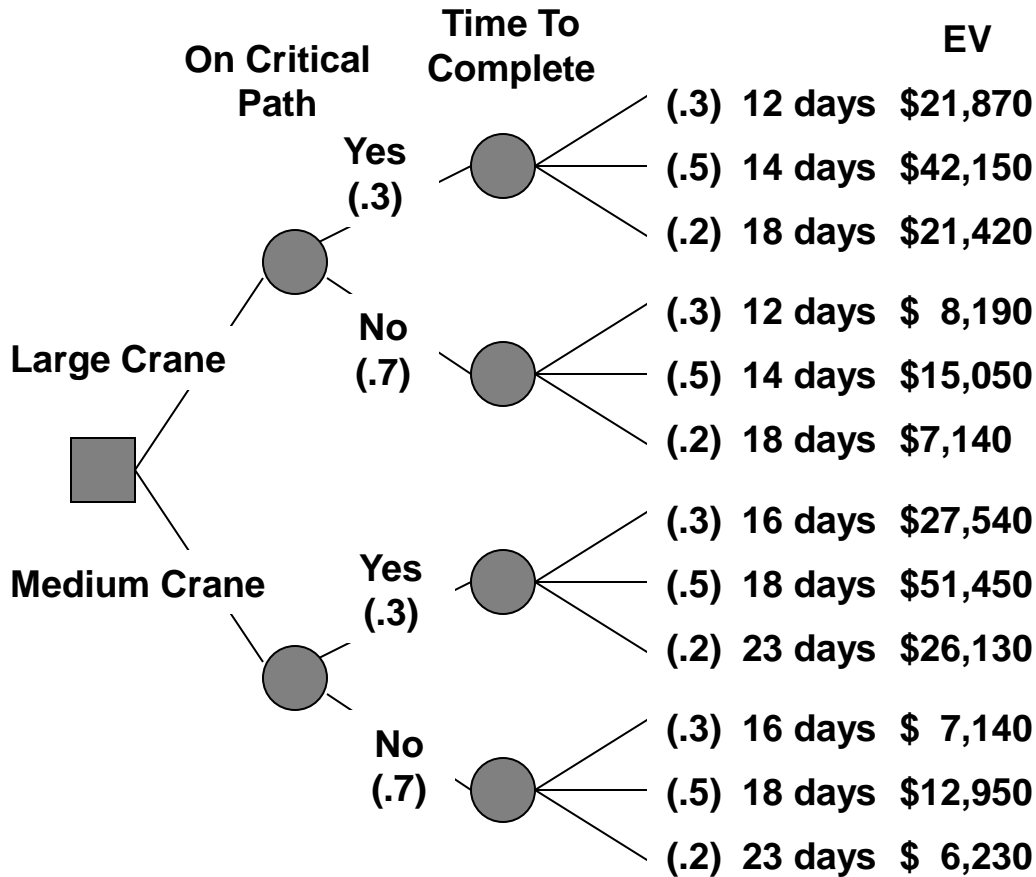 On Critical
Path
Time To
Complete
EV
Large Crane
Yes
(.3)
(.3) 12 days $21,870
(.5) 14 days $42,150
(.2) 18 days $21,420
No
(.7)
(.3) 12 days $ 8,190
(.5) 14 days $15,050
(.2) 18 days $7,140
Medium Crane
Yes
(.3)
(.3) 16 days $27,540
(.5) 18 days $51,450
(.2) 23 days $26,130
No
(.7)
(.3) 16 days $ 7,140
(.5) 18 days $12,950
(.2) 23 days $ 6,230